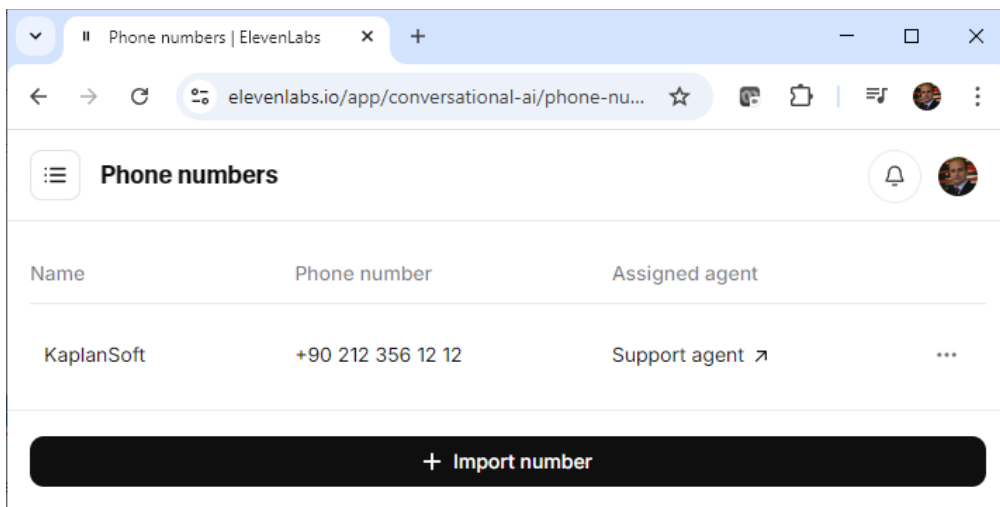 Phone numbers | ElevenLabs
elevenlabs.io/app/conversational-ai/phone-nu...
Phone numbers
Name Phone number Assigned agent
KaplanSoft +90 212 356 12 12 Support agent ↗
+ Import number